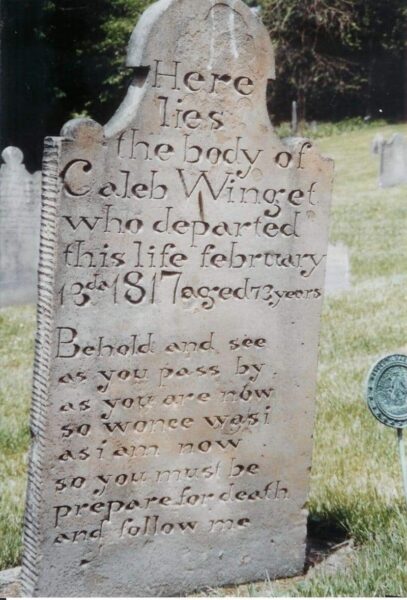 Here
lies
the body of
Caleb Winget
who departed
this life february
13da 1817 aged 73 years
Behold and see
as you pass by
as you are now
so wonce wasi
as i am now
so you must be
prepare for death
and follow me